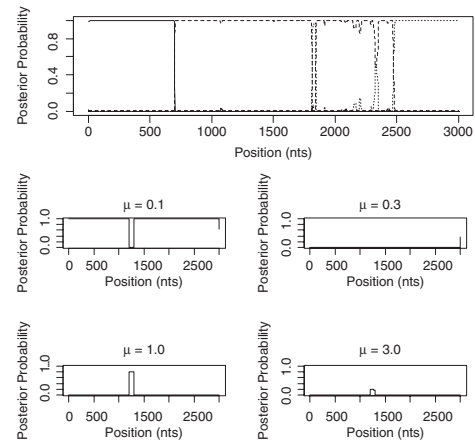 Posterior Probability
0.8
0.4
0.0
0 500 1000 1500 2000 2500 3000
Position (nts)
μ = 0.1
Posterior Probability
1.0
0.0
0 500 1500 2500
Position (nts)
μ = 0.3
Posterior Probability
1.0
0.0
0 500 1500 2500
Position (nts)
μ = 1.0
Posterior Probability
1.0
0.0
0 500 1500 2500
Position (nts)
μ = 3.0
Posterior Probability
1.0
0.0
0 500 1500 2500
Position (nts)